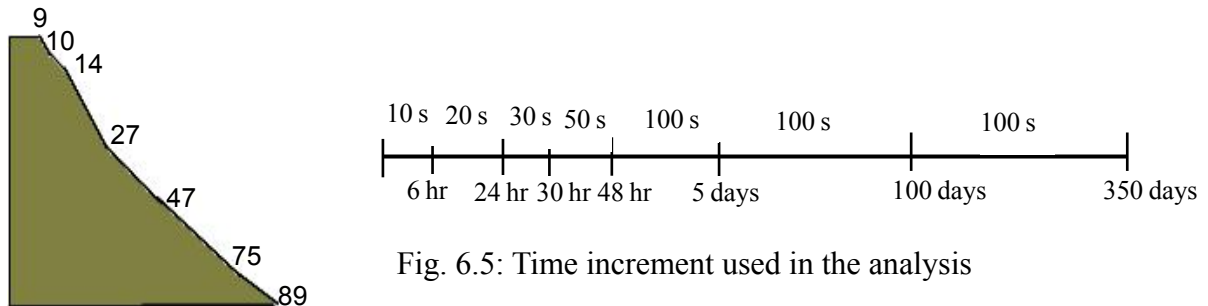 9
10
14
27
47
75
89
10 s 20 s 30 s 50 s 100 s 100 s 100 s
6 hr 24 hr 30 hr 48 hr 5 days 100 days 350 days
Fig. 6.5: Time increment used in the analysis